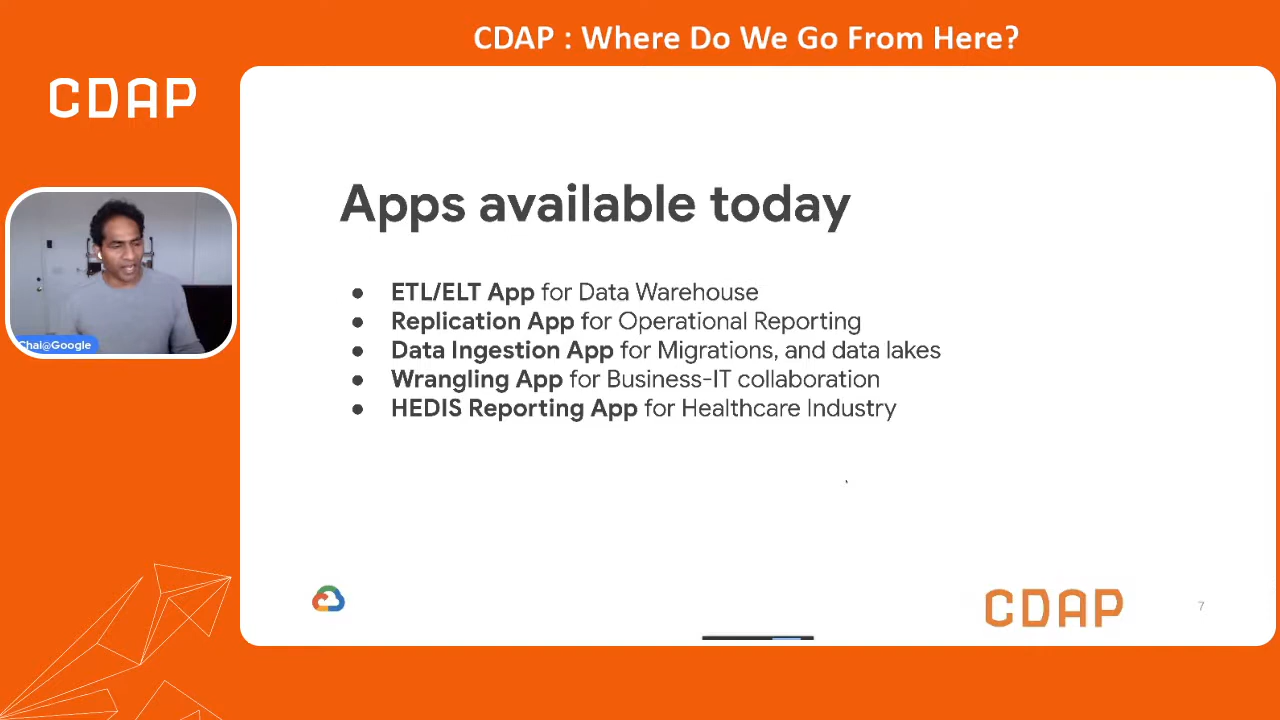 CDAP : Where Do We Go From Here?
CDAP
Chai@Google
Apps available today
● ETL/ELT App for Data Warehouse
● Replication App for Operational Reporting
● Data Ingestion App for Migrations, and data lakes
● Wrangling App for Business-IT collaboration
● HEDIS Reporting App for Healthcare Industry
CDAP
7